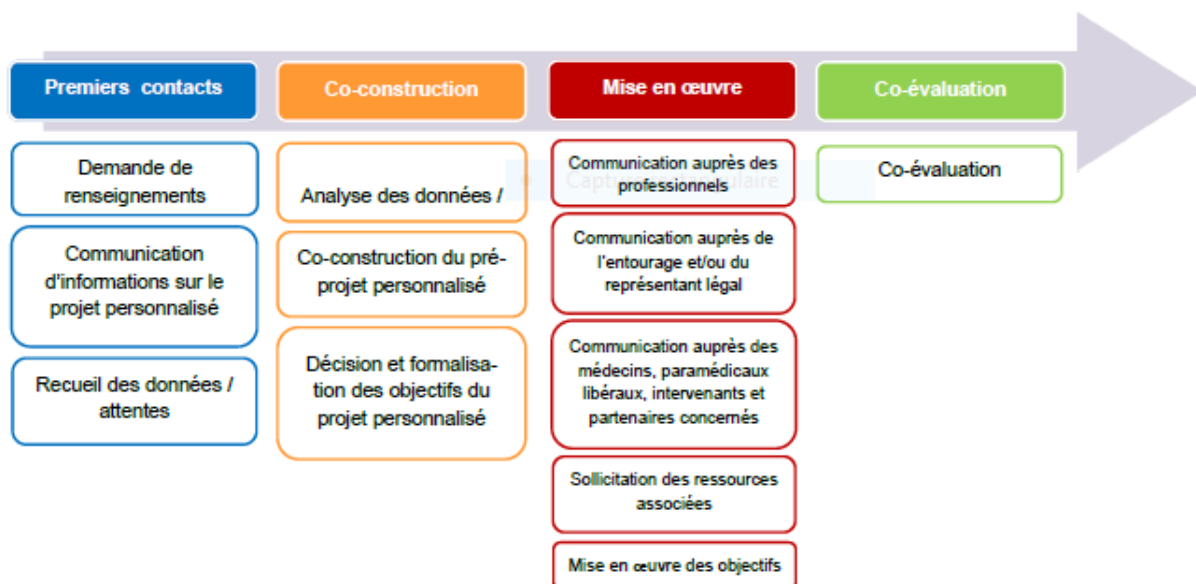 Premiers contacts
Co-construction
Mise en œuvre
Co-évaluation
Demande de
renseignements
Communication
d'informations sur le
projet personnalisé
Recueil des données /
attentes
Analyse des données /
Co-construction du pré-
projet personnalisé
Décision et formalisa-
tion des objectifs du
projet personnalisé
Communication auprès des
professionnels
Communication auprès de
l'entourage et/ou du
représentant légal
Communication auprès des
médecins, paramédicaux
libéraux, intervenants et
partenaires concernés
Sollicitation des ressources
associées
Mise en œuvre des objectifs
Co-évaluation